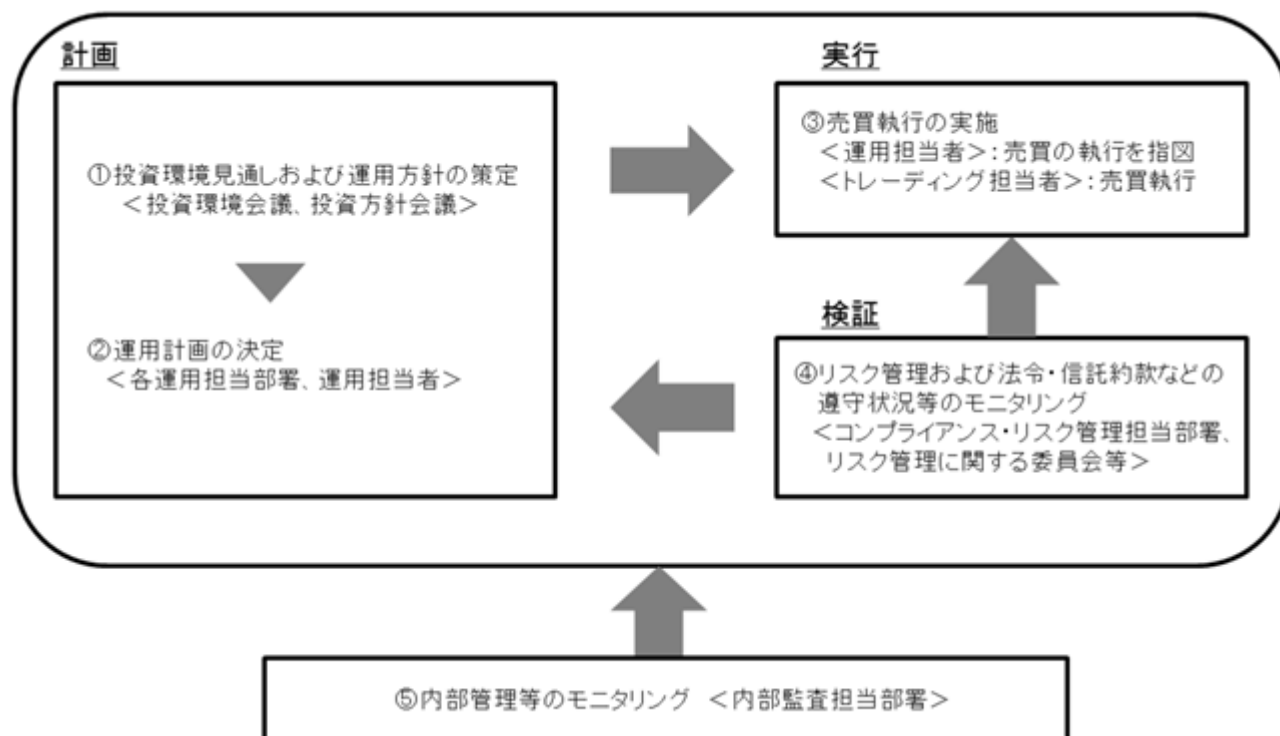 計画
①投資環境見通しおよび運用方針の策定
＜投資環境会議、投資方針会議＞
②運用計画の決定
＜各運用担当部署、運用担当者＞
実行
③売買執行の実施
＜運用担当者＞：売買の執行を指図
＜トレーディング担当者＞：売買執行
検証
④リスク管理および法令・信託約款などの
遵守状況等のモニタリング
＜コンプライアンス・リスク管理担当部署、
リスク管理に関する委員会等＞
⑤内部管理等のモニタリング ＜内部監査担当部署＞